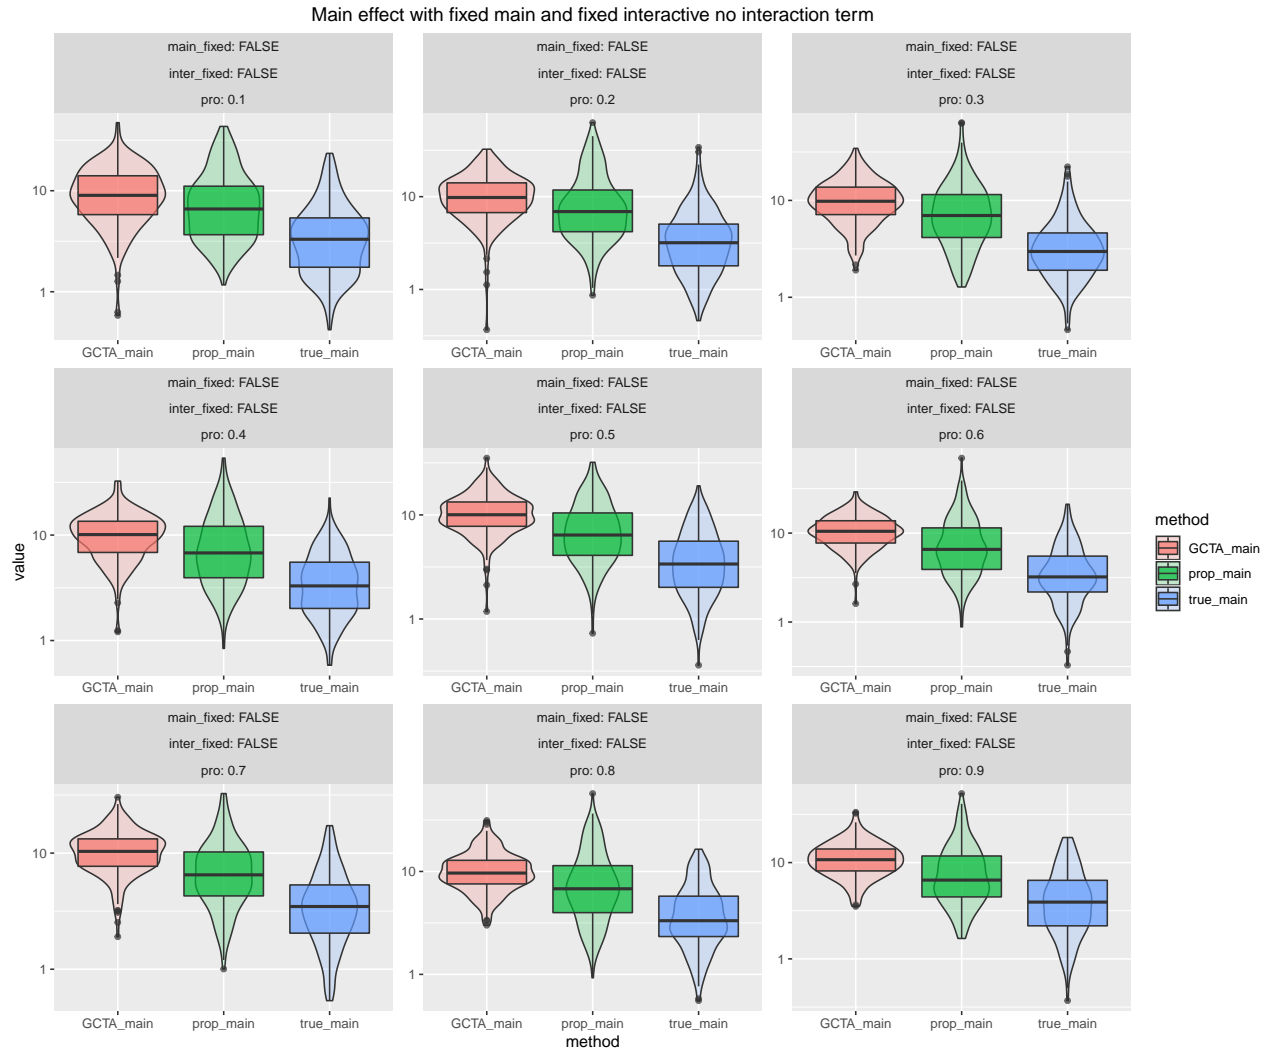 Main effect with fixed main and fixed interactive no interaction term
main_fixed: FALSE
inter_fixed: FALSE
pro: 0.1
main_fixed: FALSE
inter_fixed: FALSE
pro: 0.2
main_fixed: FALSE
inter_fixed: FALSE
pro: 0.3
10
1
10
1
10
1
GCTA_main prop_main true_main
GCTA_main prop_main true_main
GCTA_main prop_main true_main
main_fixed: FALSE
inter_fixed: FALSE
pro: 0.4
main_fixed: FALSE
inter_fixed: FALSE
pro: 0.5
main_fixed: FALSE
inter_fixed: FALSE
pro: 0.6
value
10
1
10
1
10
1
GCTA_main prop_main true_main
GCTA_main prop_main true_main
GCTA_main prop_main true_main
method
GCTA_main
prop_main
true_main
main_fixed: FALSE
inter_fixed: FALSE
pro: 0.7
main_fixed: FALSE
inter_fixed: FALSE
pro: 0.8
main_fixed: FALSE
inter_fixed: FALSE
pro: 0.9
10
1
10
1
10
1
GCTA_main prop_main true_main
GCTA_main prop_main true_main
GCTA_main prop_main true_main
method